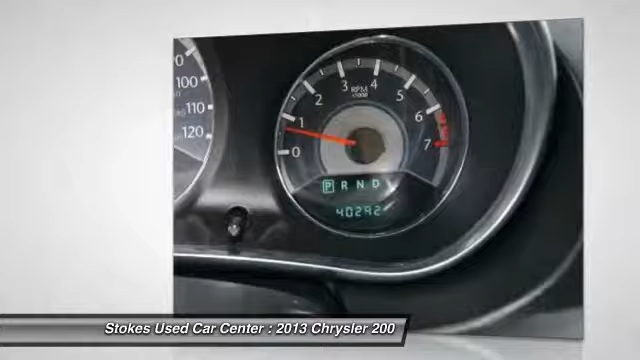 0
100
110
120
0 1 2 3 4 5 6 7
RPM
x1000
P R N D
40292
Stokes Used Car Center : 2013 Chrysler 200